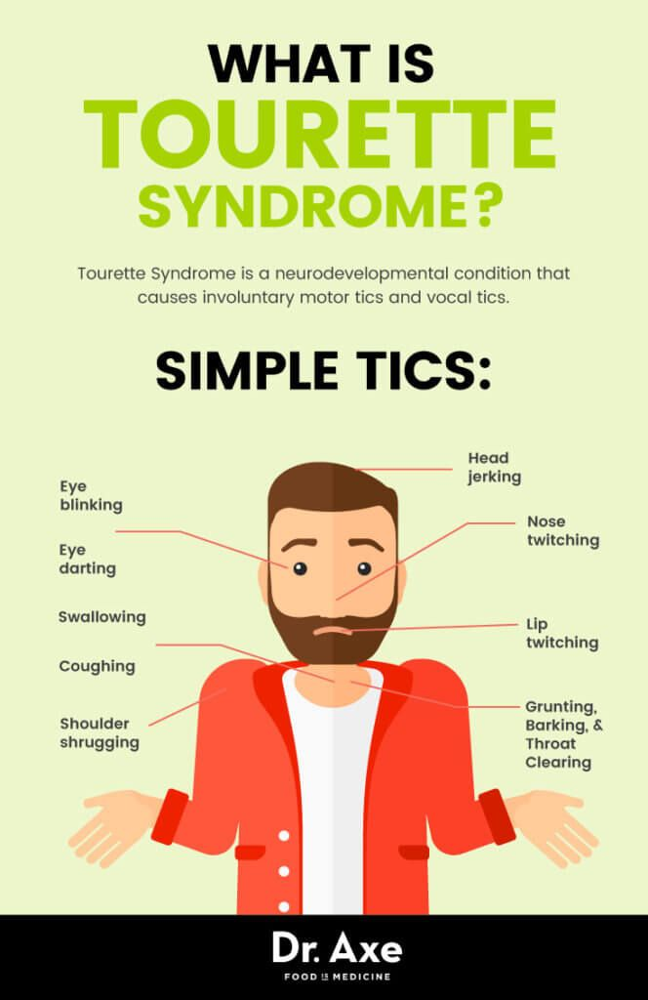 WHAT IS
TOURETTE
SYNDROME?
Tourette Syndrome is a neurodevelopmental condition that
causes involuntary motor tics and vocal tics.
SIMPLE TICS:
Eye
blinking
Eye
darting
Swallowing
Coughing
Shoulder
shrugging
Head
jerking
Nose
twitching
Lip
twitching
Grunting,
Barking, &
Throat
Clearing
Dr. Axe
FOOD IS MEDICINE